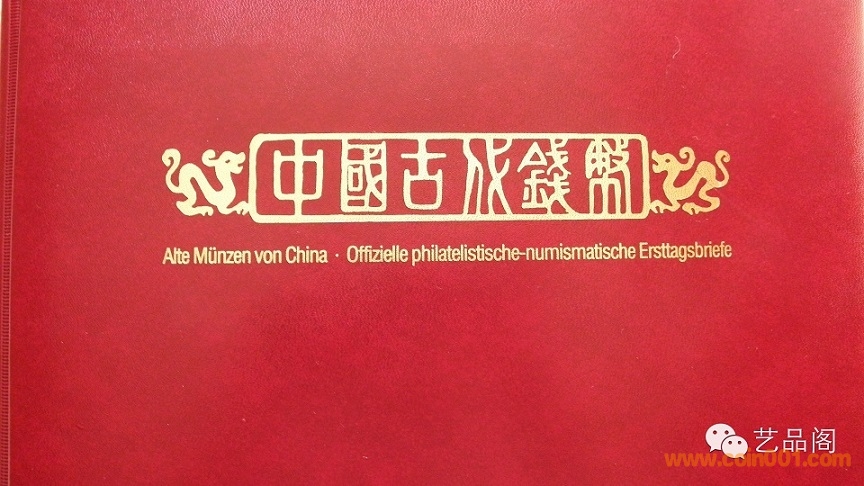 中國古代錢幣
Alte Münzen von China · Offizielle philatelistische-numismatische Ersttagsbriefe
艺品阁
www.coin001.com